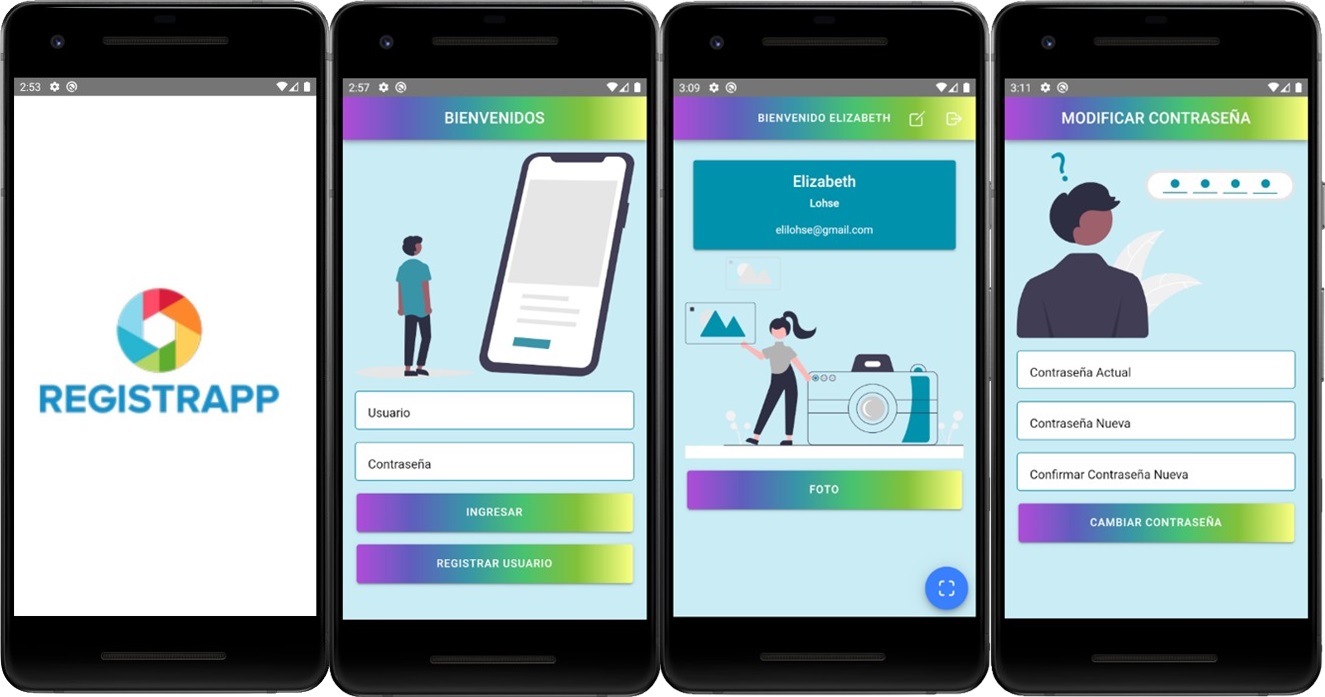 2:53
REGISTRAPP
2:57
BIENVENIDOS
Usuario
Contraseña
INGRESAR
REGISTRAR USUARIO
3:09
BIENVENIDO ELIZABETH
Elizabeth
Lohse
elilohse@gmail.com
FOTO
3:11
MODIFICAR CONTRASEÑA
?
Contraseña Actual
Contraseña Nueva
Confirmar Contraseña Nueva
CAMBIAR CONTRASEÑA